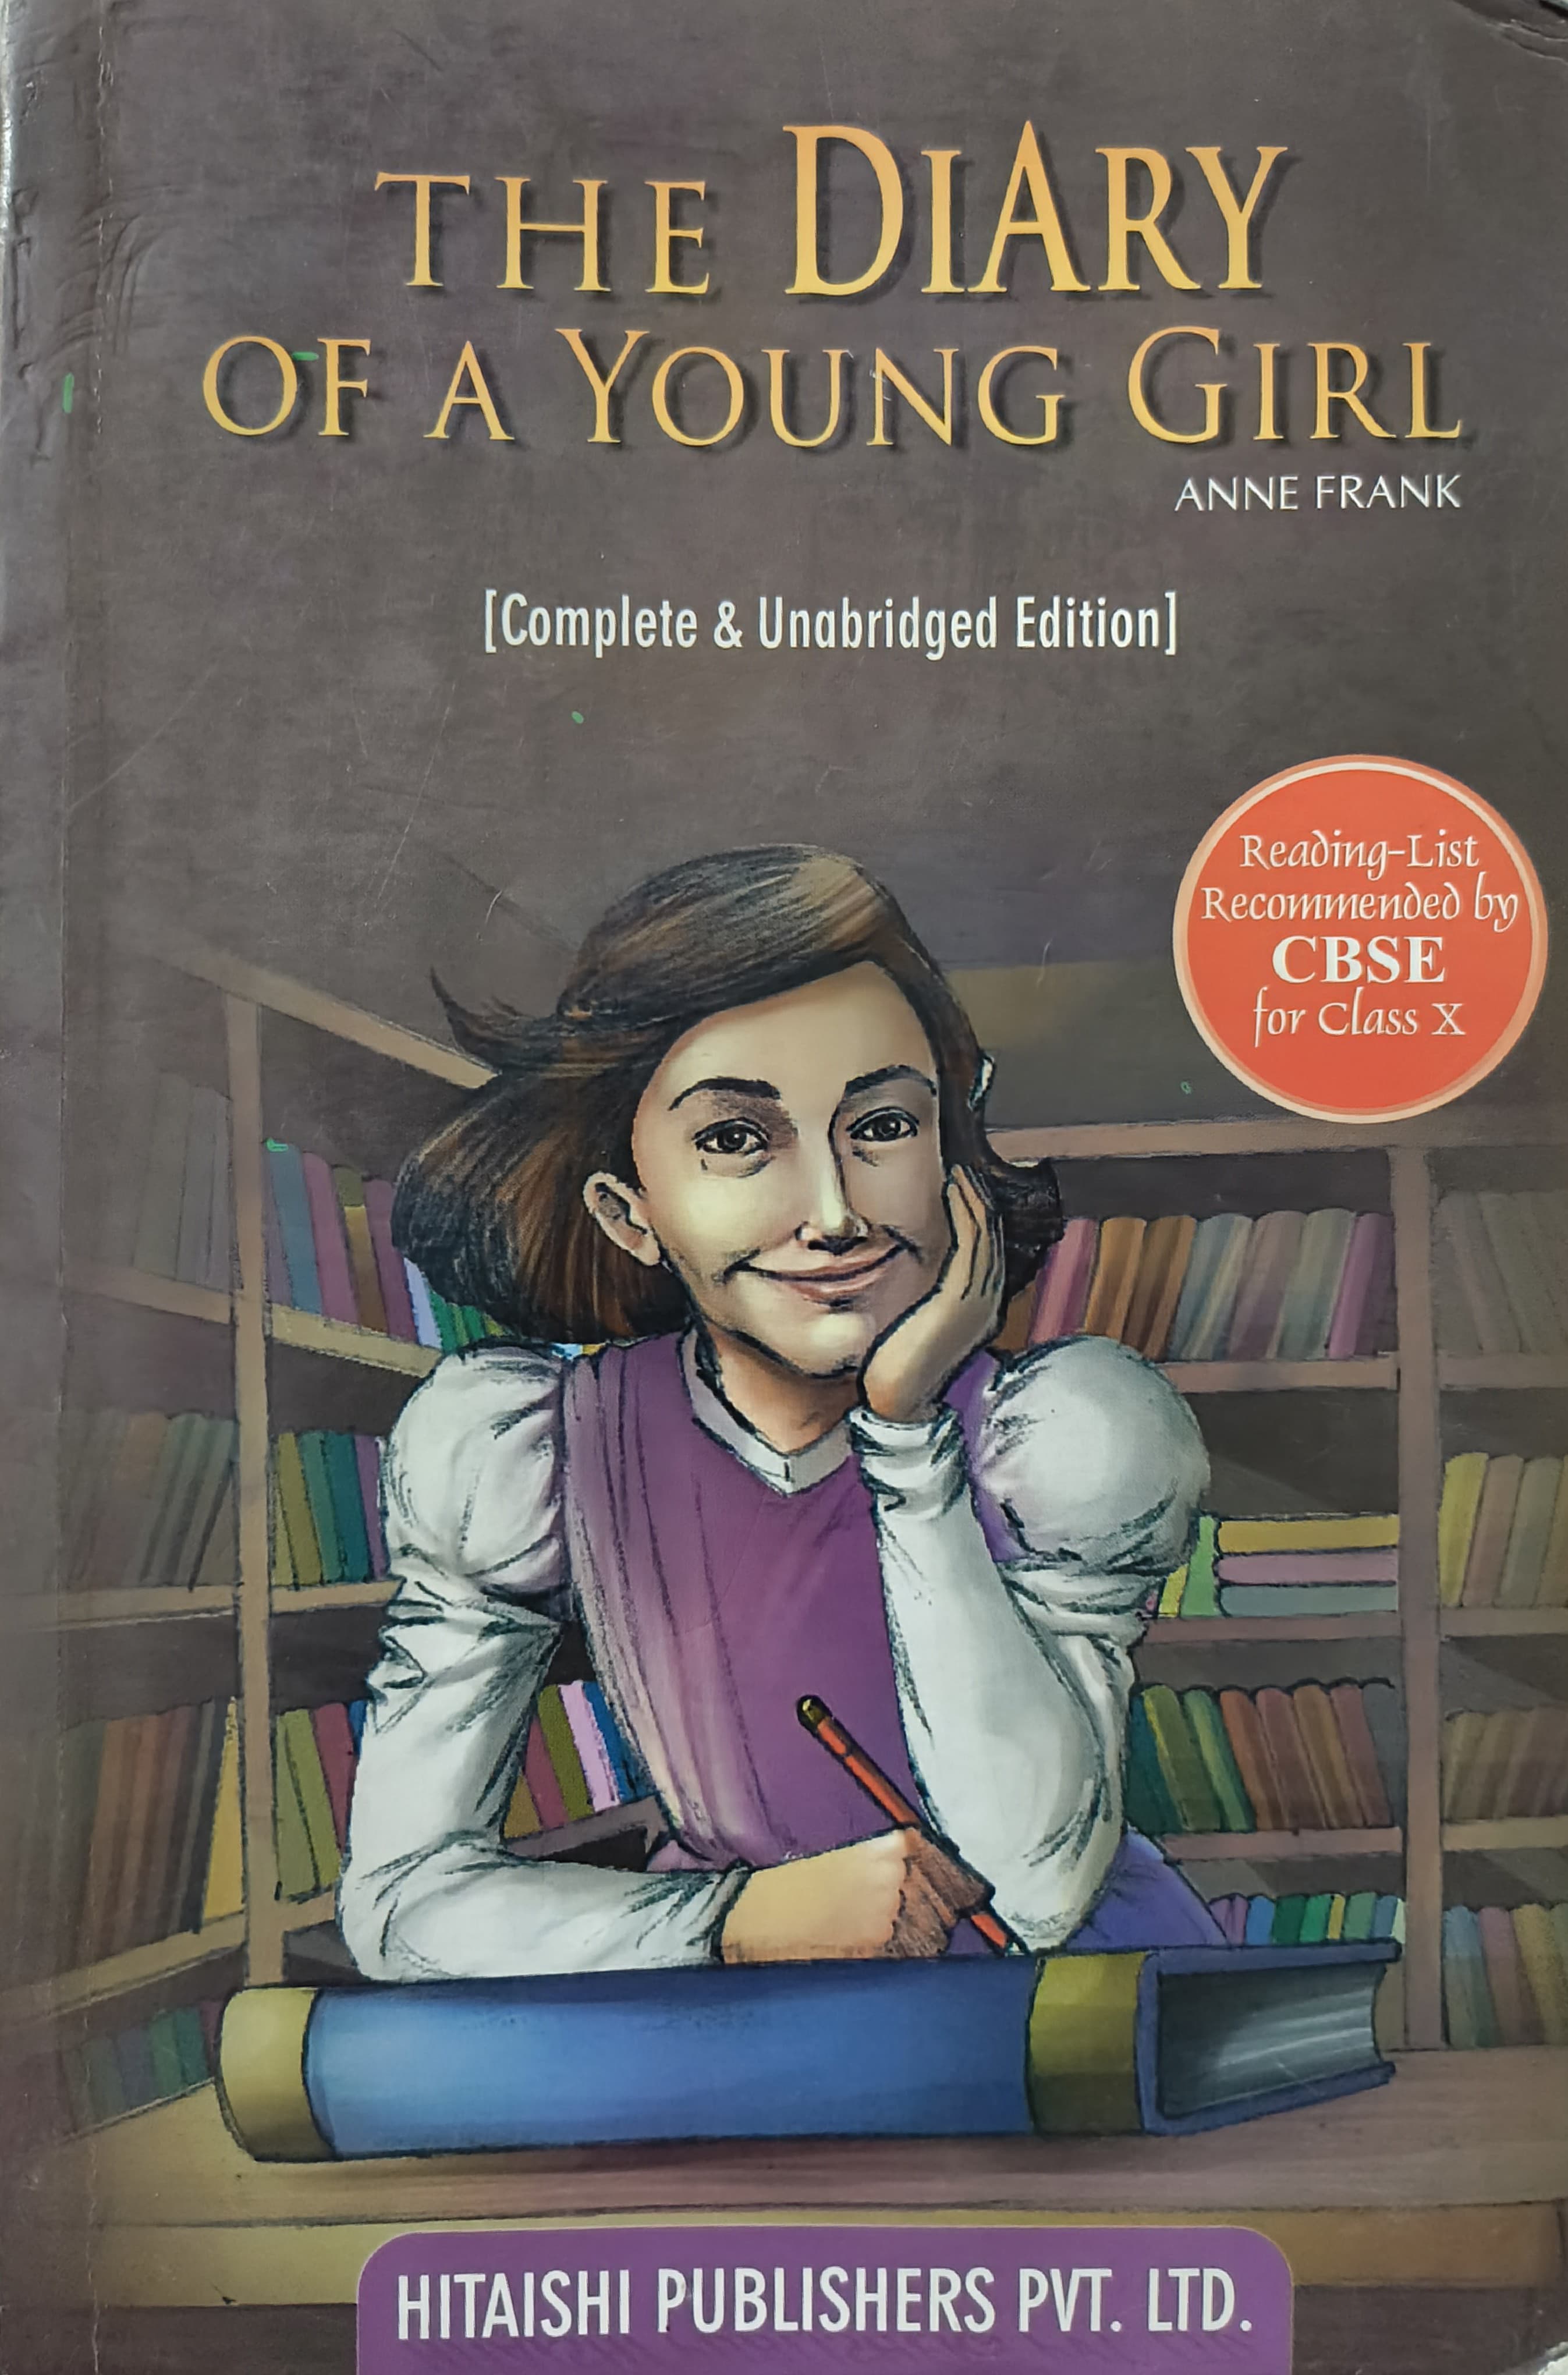 THE DIARY
OF A YOUNG GIRL
ANNE FRANK
[Complete & Unabridged Edition]
Reading-List
Recommended by
CBSE
for Class X
HITAISHI PUBLISHERS PVT. LTD.